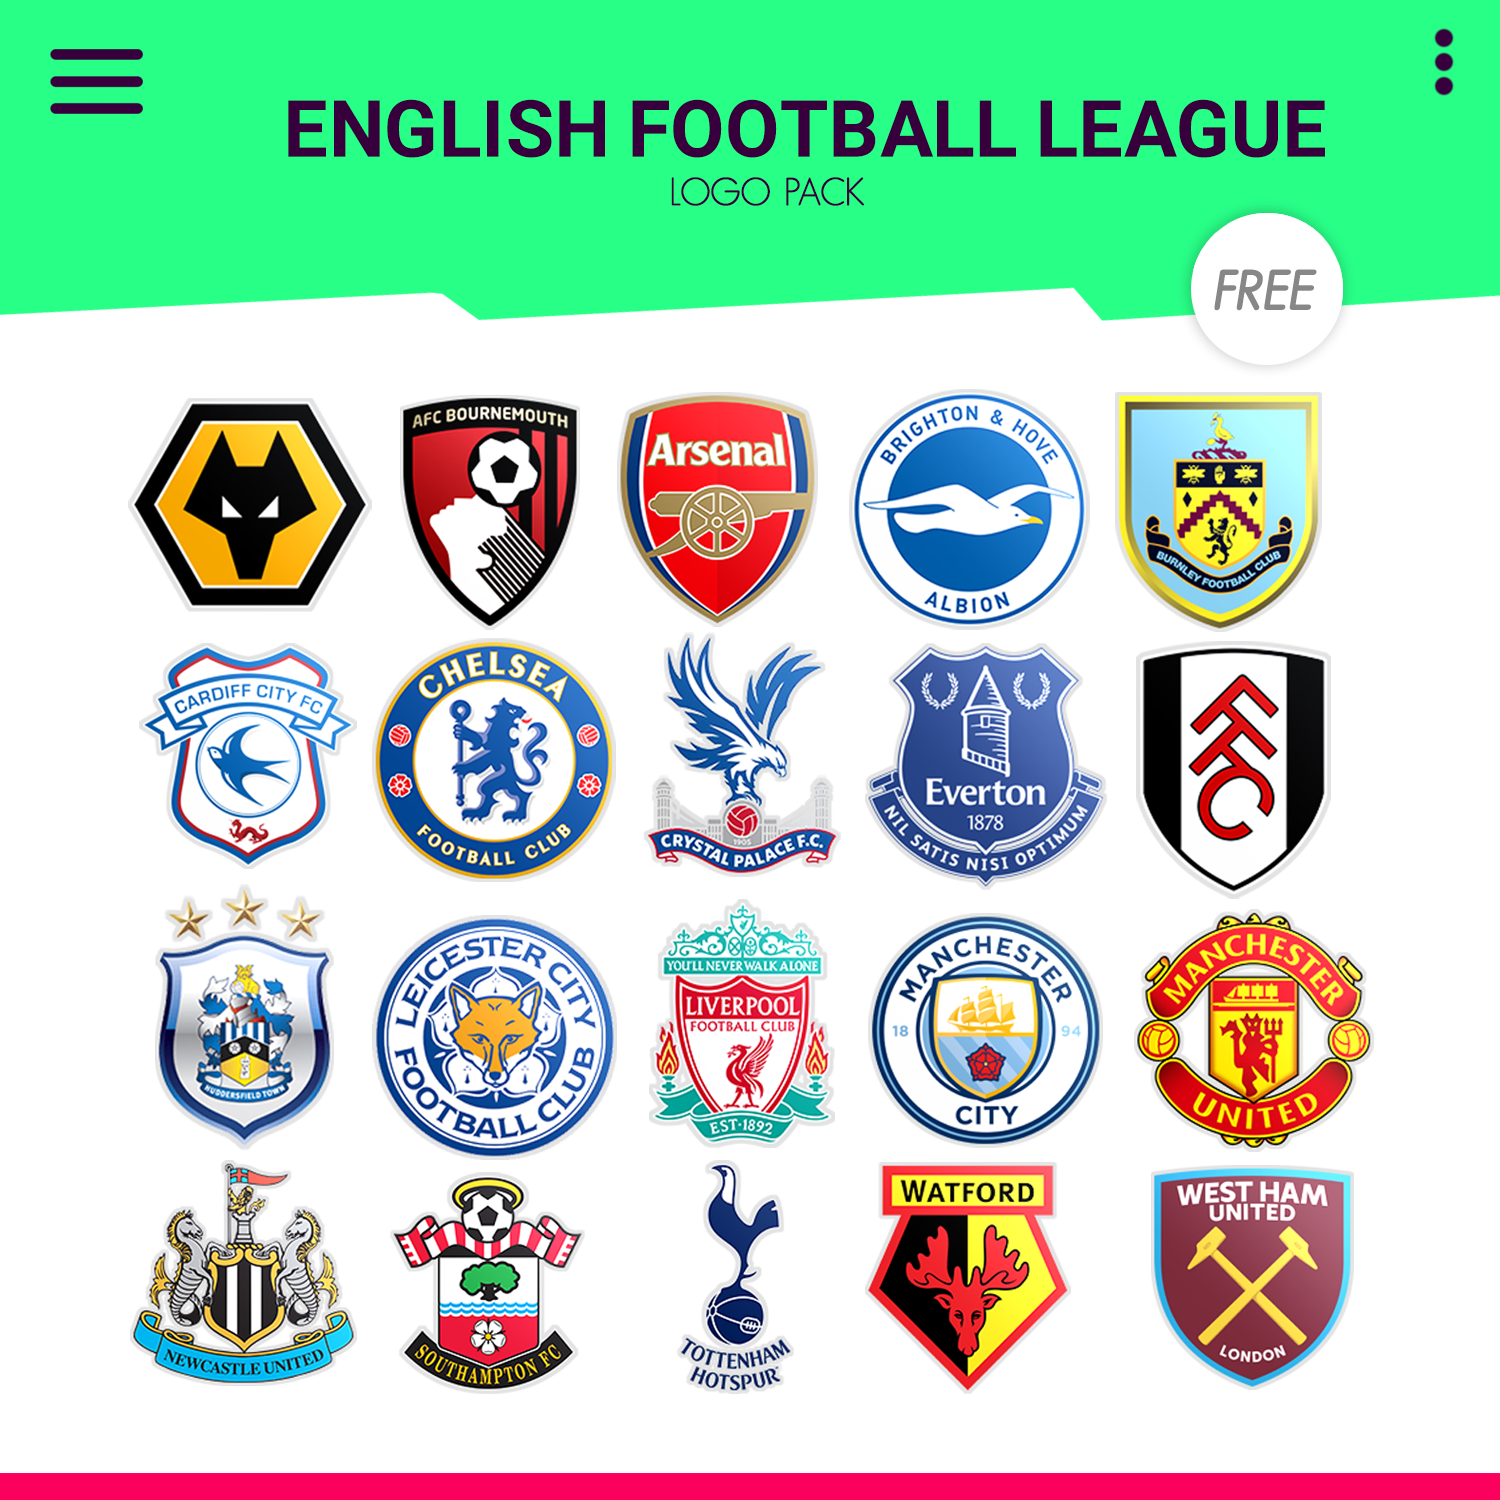 ENGLISH FOOTBALL LEAGUE
LOGO PACK
FREE
AFC BOURNEMOUTH
Arsenal
BRIGHTON & HOVE
ALBION
BURNLEY FOOTBALL CLUB
CARDIFF CITY FC
CHELSEA
FOOTBALL CLUB
1905
CRYSTAL PALACE F.C.
Everton
1878
NIL SATIS NISI OPTIMUM
FFC
HUDDERSFIELD TOWN
LEICESTER CITY
FOOTBALL CLUB
YOU'LL NEVER WALK ALONE
LIVERPOOL
FOOTBALL CLUB
EST·1892
MANCHESTER
18 94
CITY
MANCHESTER
UNITED
NEWCASTLE UNITED
SOUTHAMPTON FC
TOTTENHAM
HOTSPUR
WATFORD
WEST HAM
UNITED
LONDON